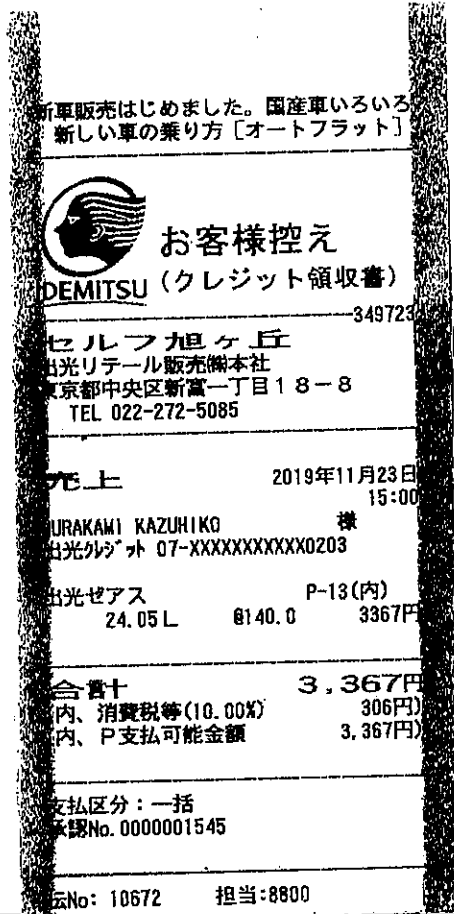 新車販売はじめました。国産車いろいろ
新しい車の乗り方［オートフラット］
お客様控え
DEMITSU
(クレジット領収書)
349723
セルフ旭ヶ丘
出光リテール販売㈱本社
東京都中央区新富一丁目18-8
TEL 022-272-5085
売上 2019年11月23日
15:00
URAKAMI KAZUHIKO 様
出光ｸﾚｼﾞｯﾄ 07-XXXXXXXXXXX0203
出光ゼアス P-13(内)
24.05L @140.0 3367円
合計 3,367円
内、消費税等(10.00%) 306円)
内、P支払可能金額 3,367円)
支払区分:一括
承認No.0000001545
伝No: 10672 担当:8800